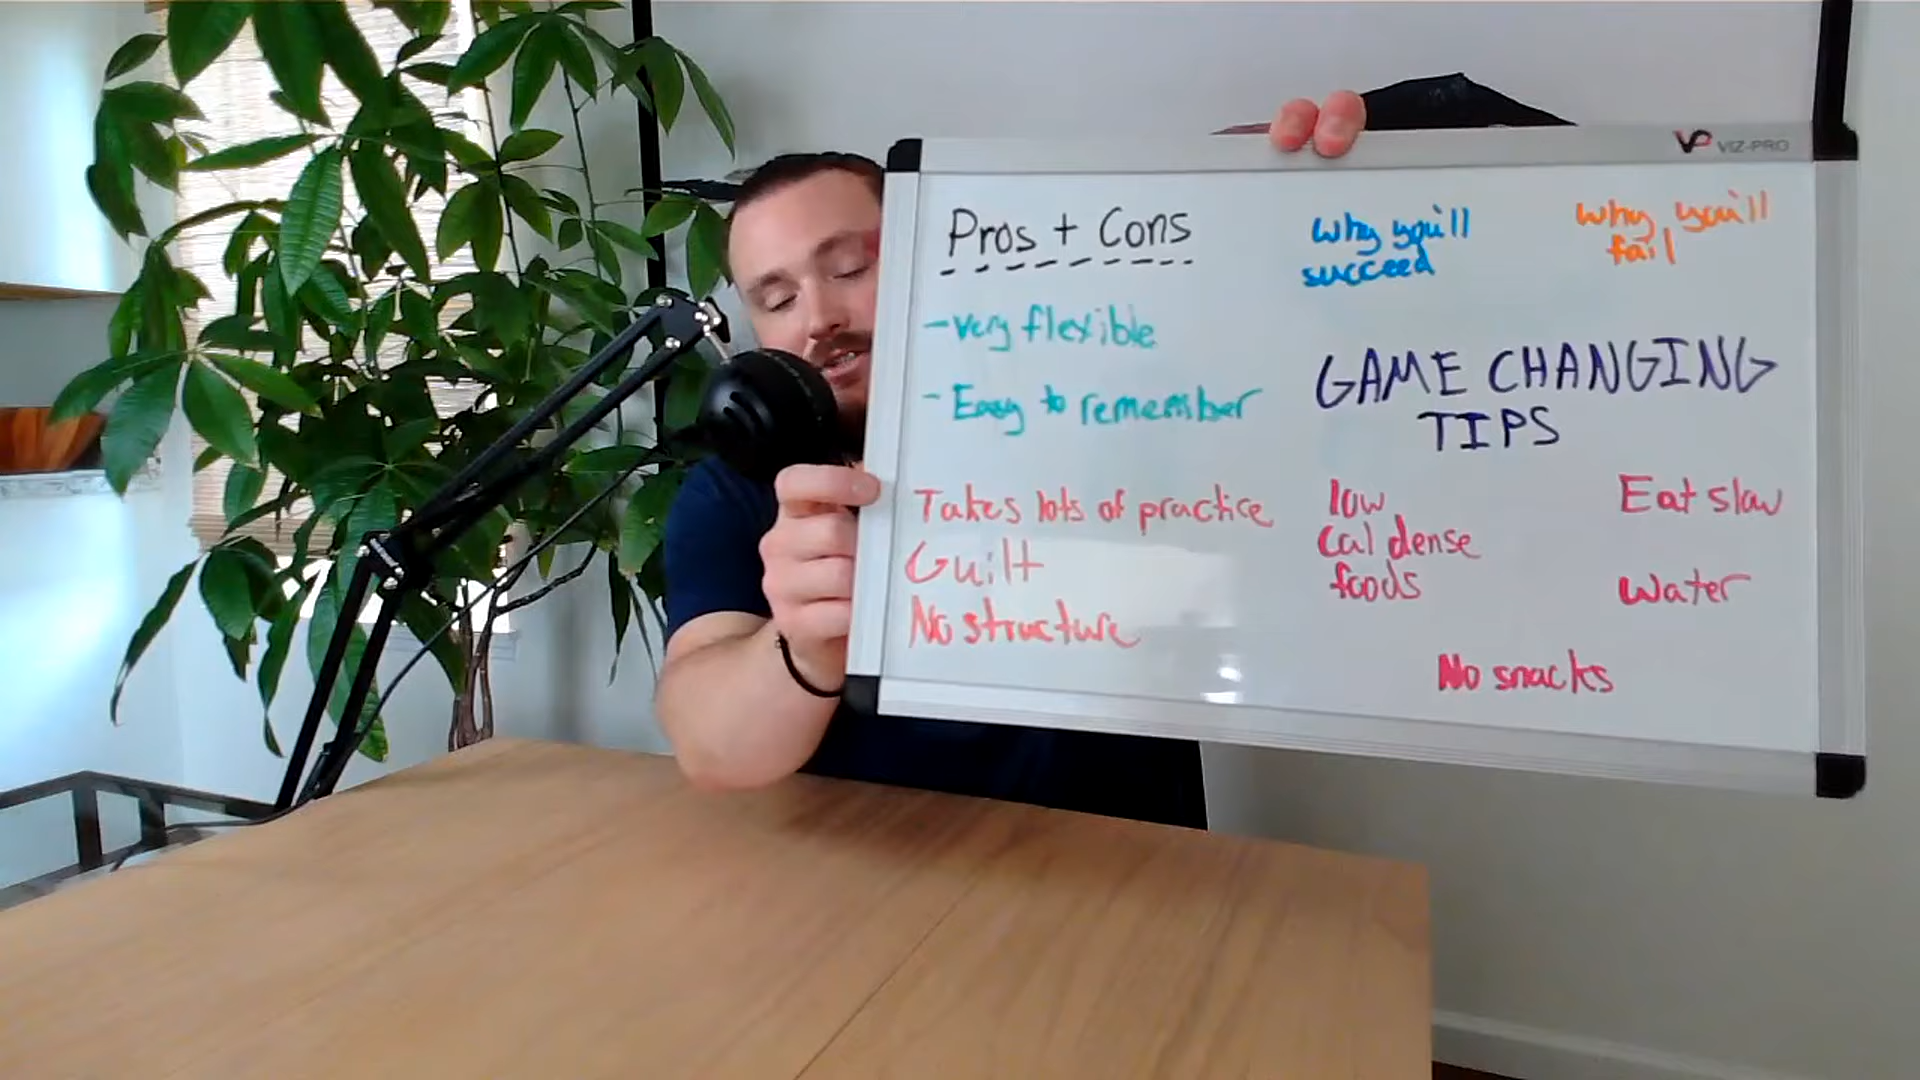 VP VIZ-PRO
Pros + Cons
- very flexible
- Easy to remember
Takes lots of practice
Guilt
No structure
why you'll
succeed
why you'll
fail
GAME CHANGING
TIPS
low
Cal dense
foods
Eat slow
water
No snacks